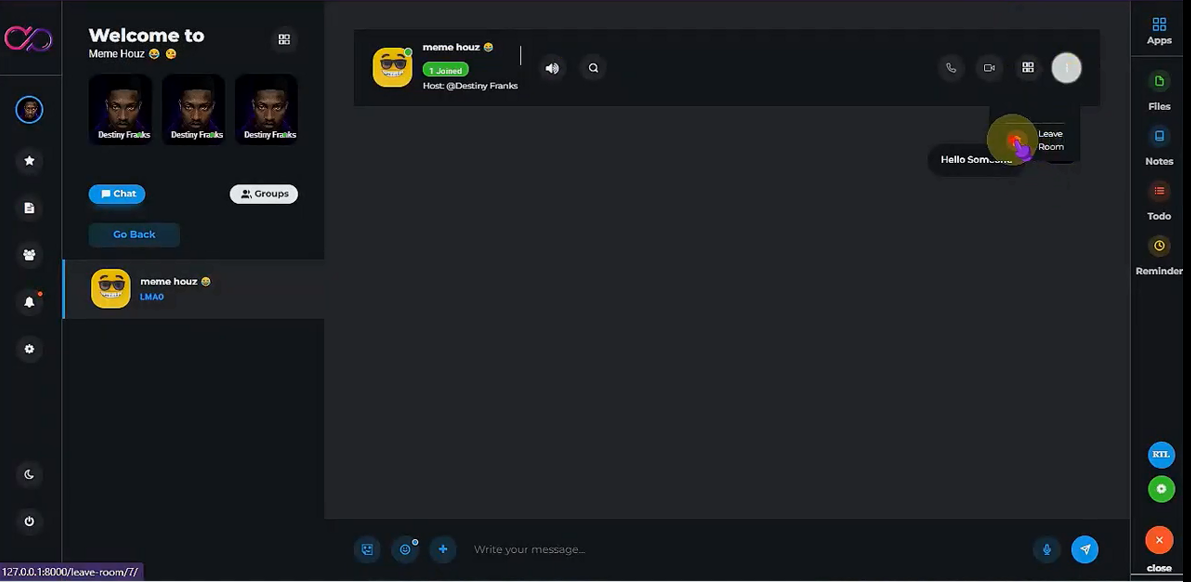 Welcome to
Meme Houz 😂 😘
Destiny Franks
Destiny Franks
Destiny Franks
Chat
Groups
Go Back
meme houz 😄
LMAO
meme houz 😄
1 Joined
Host: @Destiny Franks
Leave
Room
Hello Someone
Write your message...
Apps
Files
Notes
Todo
Reminder
RTL
close
127.0.0.1:8000/leave-room/7/